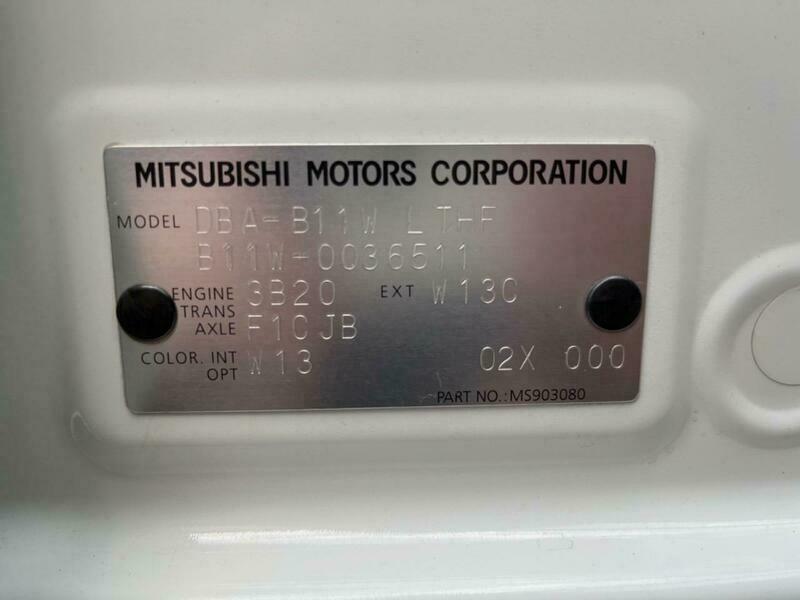 MITSUBISHI MOTORS CORPORATION
MODEL DBA-B11W LTHF
B11W-0036511
ENGINE 3B20 EXT W13C
TRANS
AXLE F1CJB
COLOR. INT W13 02X 000
OPT
PART NO.:MS903080